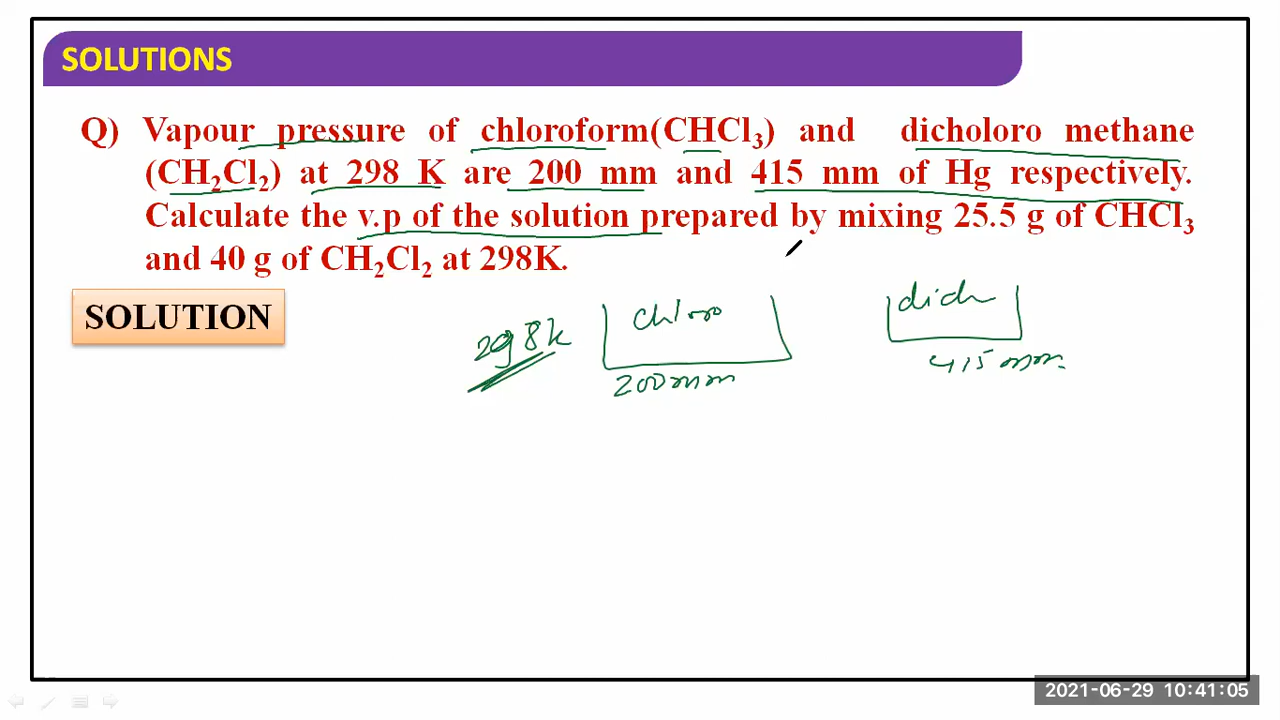 SOLUTIONS
Q) Vapour pressure of chloroform(CHCl₃) and dicholoro methane
(CH₂Cl₂) at 298 K are 200 mm and 415 mm of Hg respectively.
Calculate the v.p of the solution prepared by mixing 25.5 g of CHCl₃
and 40 g of CH₂Cl₂ at 298K.
SOLUTION
298k
chloro
200mm
dich
415mm.
2021-06-29 10:41:05